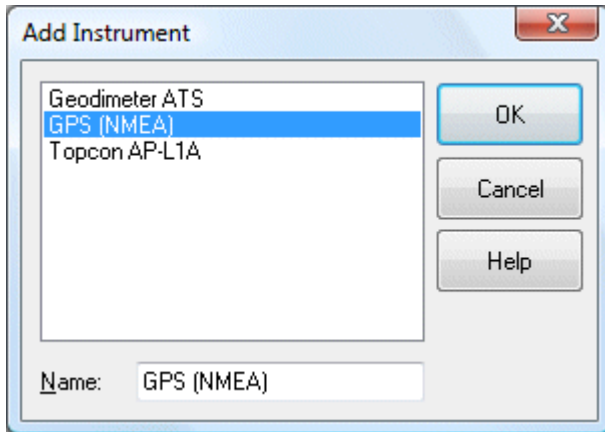 Add Instrument
Geodimeter ATS
GPS (NMEA)
Topcon AP-L1A
OK
Cancel
Help
Name: GPS (NMEA)